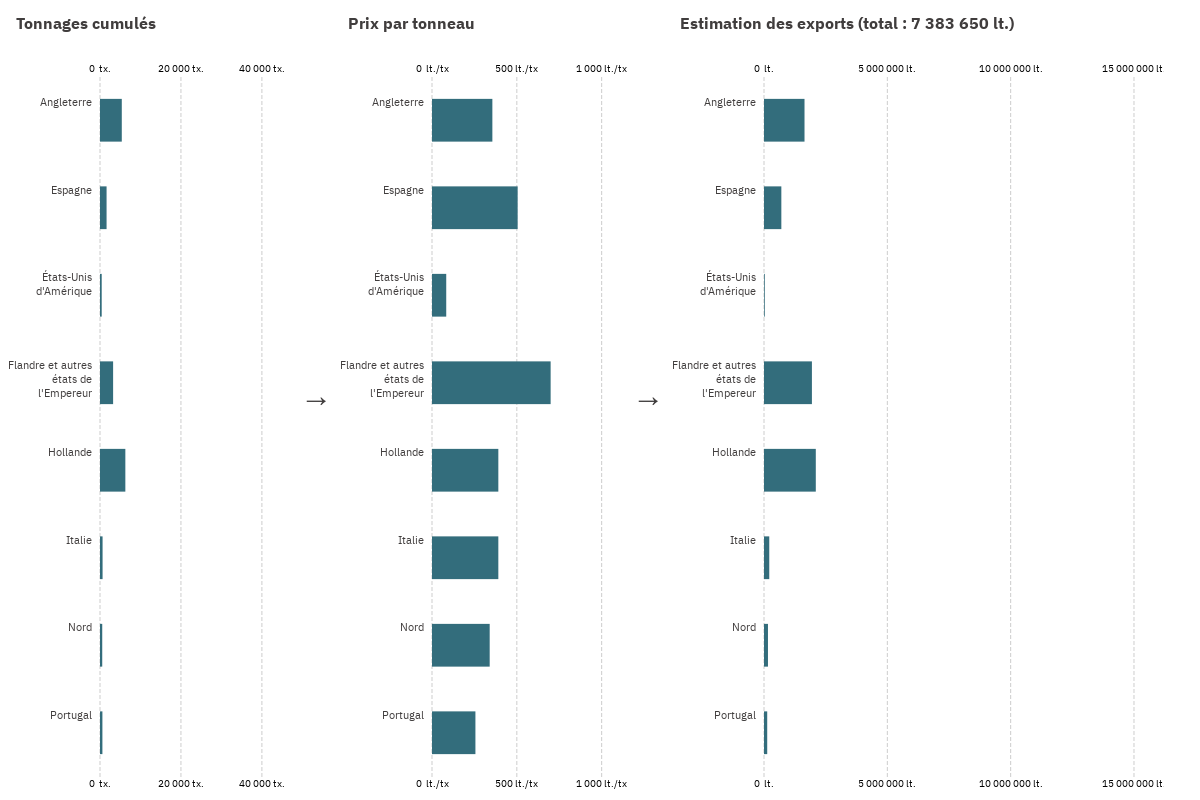 Tonnages cumulés
0 tx.
20 000 tx.
40 000 tx.
Angleterre
Espagne
États-Unis
d'Amérique
Flandre et autres
états de
l'Empereur
Hollande
Italie
Nord
Portugal
0 tx.
20 000 tx.
40 000 tx.
→
Prix par tonneau
0 lt./tx
500 lt./tx
1 000 lt./tx
Angleterre
Espagne
États-Unis
d'Amérique
Flandre et autres
états de
l'Empereur
Hollande
Italie
Nord
Portugal
0 lt./tx
500 lt./tx
1 000 lt./tx
→
Estimation des exports (total : 7 383 650 lt.)
0 lt.
5 000 000 lt.
10 000 000 lt.
15 000 000 lt
Angleterre
Espagne
États-Unis
d'Amérique
Flandre et autres
états de
l'Empereur
Hollande
Italie
Nord
Portugal
0 lt.
5 000 000 lt.
10 000 000 lt.
15 000 000 lt